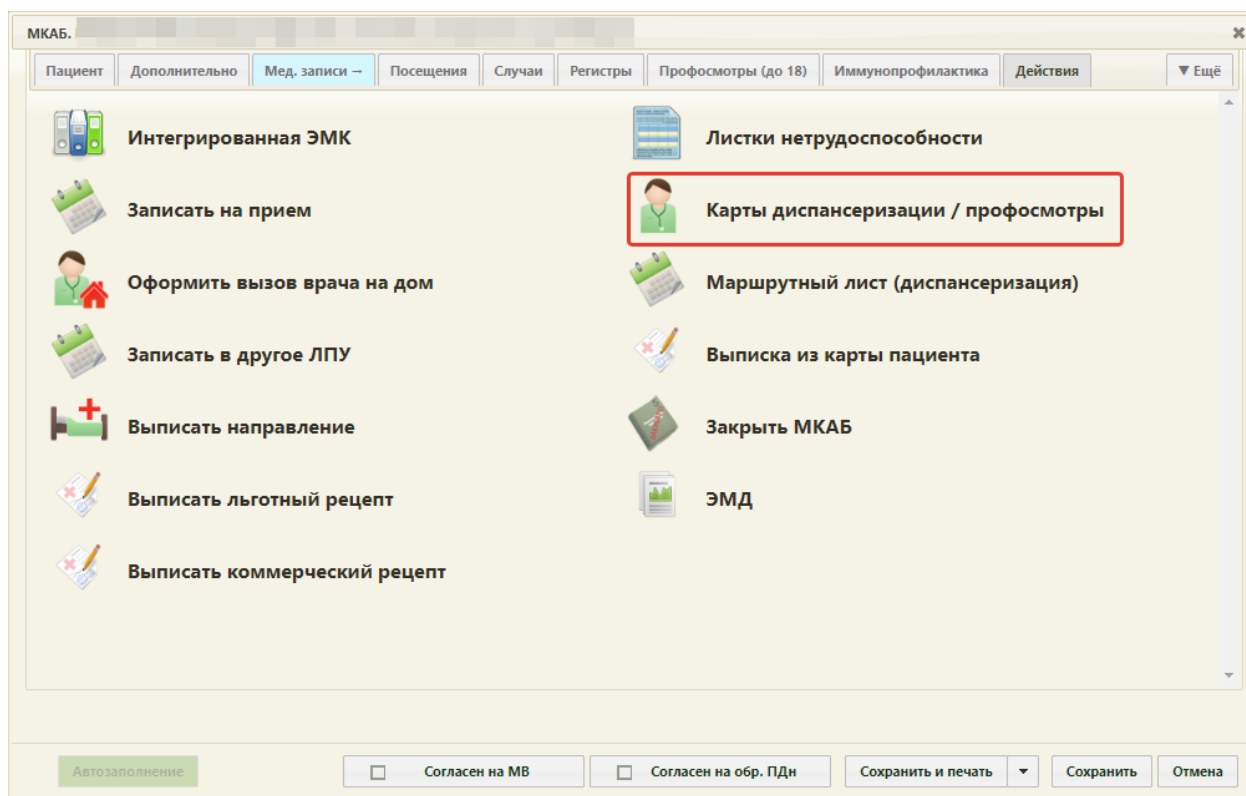 МКАБ.
Пациент Дополнительно Мед. записи → Посещения Случаи Регистры Профосмотры (до 18) Иммунопрофилактика Действия ▼ Ещё
Интегрированная ЭМК
Листки нетрудоспособности
Записать на прием
Карты диспансеризации / профосмотры
Оформить вызов врача на дом
Маршрутный лист (диспансеризация)
Записать в другое ЛПУ
Выписка из карты пациента
Выписать направление
Закрыть МКАБ
Выписать льготный рецепт
ЭМД
Выписать коммерческий рецепт
Автозаполнение Согласен на МВ Согласен на обр. ПДн Сохранить и печать Сохранить Отмена